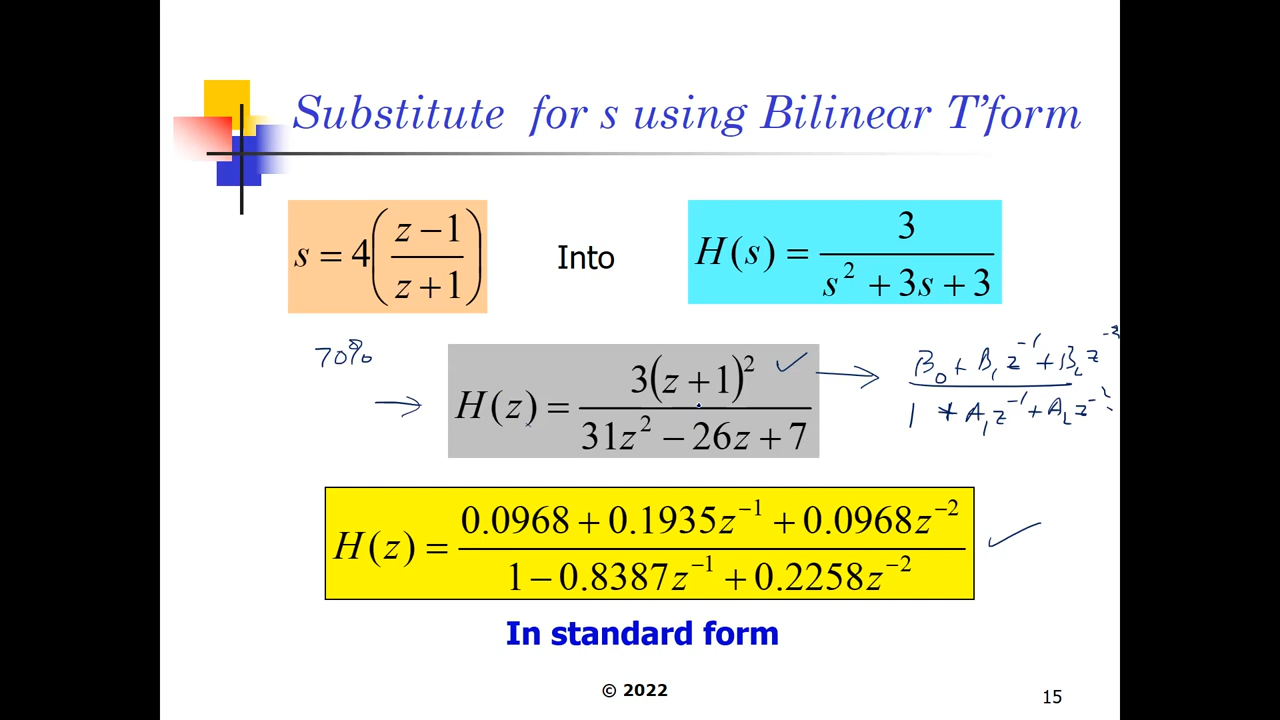 Substitute for s using Bilinear T'form
s = 4((z − 1)/(z + 1)) Into H(s) = 3/(s² + 3s + 3)
70%
→ H(z) = 3(z + 1)²/(31z² − 26z + 7) ✓ → (B₀ + B₁z⁻¹ + B₂z⁻²)/(1 + A₁z⁻¹ + A₂z⁻²)
H(z) = (0.0968 + 0.1935z⁻¹ + 0.0968z⁻²)/(1 − 0.8387z⁻¹ + 0.2258z⁻²) ✓
In standard form
© 2022
15